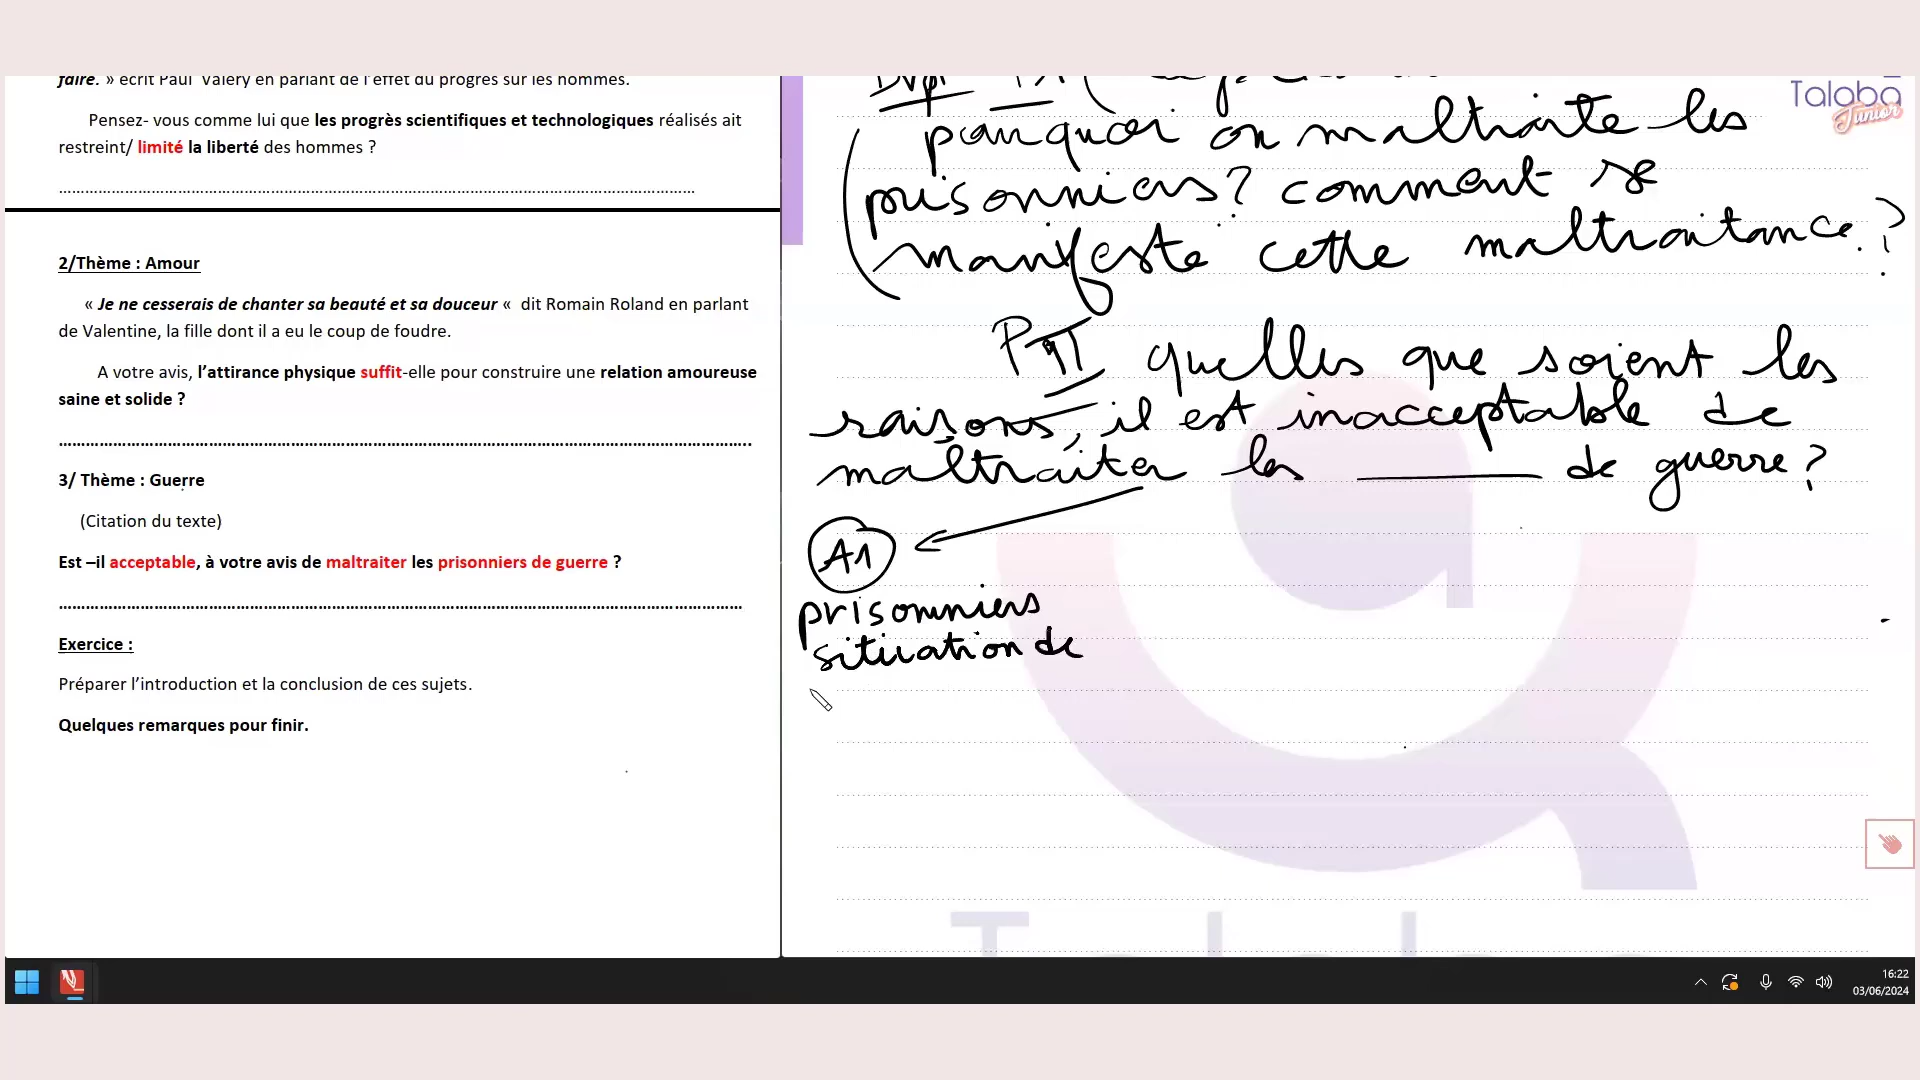 faire. » écrit Paul Valery en parlant de l'effet du progrès sur les hommes.
Pensez- vous comme lui que les progrès scientifiques et technologiques réalisés ait
restreint/ limité la liberté des hommes ?
2/Thème : Amour
« Je ne cesserais de chanter sa beauté et sa douceur « dit Romain Roland en parlant
de Valentine, la fille dont il a eu le coup de foudre.
A votre avis, l'attirance physique suffit-elle pour construire une relation amoureuse
saine et solide ?
3/ Thème : Guerre
(Citation du texte)
Est –il acceptable, à votre avis de maltraiter les prisonniers de guerre ?
Exercice :
Préparer l'introduction et la conclusion de ces sujets.
Quelques remarques pour finir.
Talaba
Junior
Dvpt
pourquoi on maltraite les
prisonniers? comment se
manifeste cette maltraitance?
PII quelles que soient les
raisons, il est inacceptable de
maltraiter les ______ de guerre?
A1
prisonniers
situation de
16:22
03/06/2024